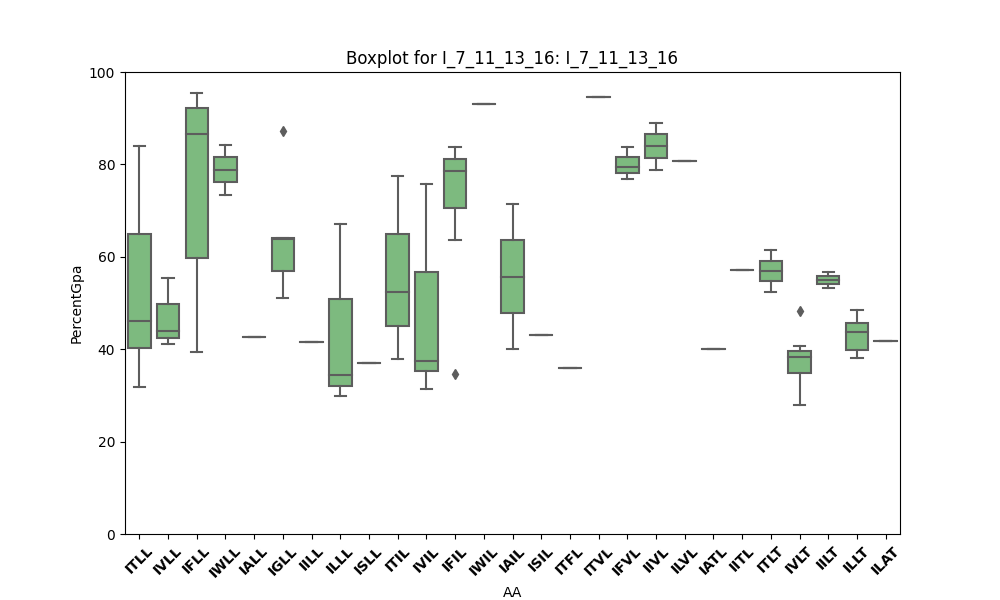 Boxplot for I_7_11_13_16: I_7_11_13_16
PercentGpa
100
80
60
40
20
0
ITLL IVLL IFLL IWLL IALL IGLL IILL ILLL ISLL ITIL IVIL IFIL IWIL IAIL ISIL ITFL ITVL IFVL IIVL ILVL IATL IITL ITLT IVLT IILT ILLT ILAT
AA